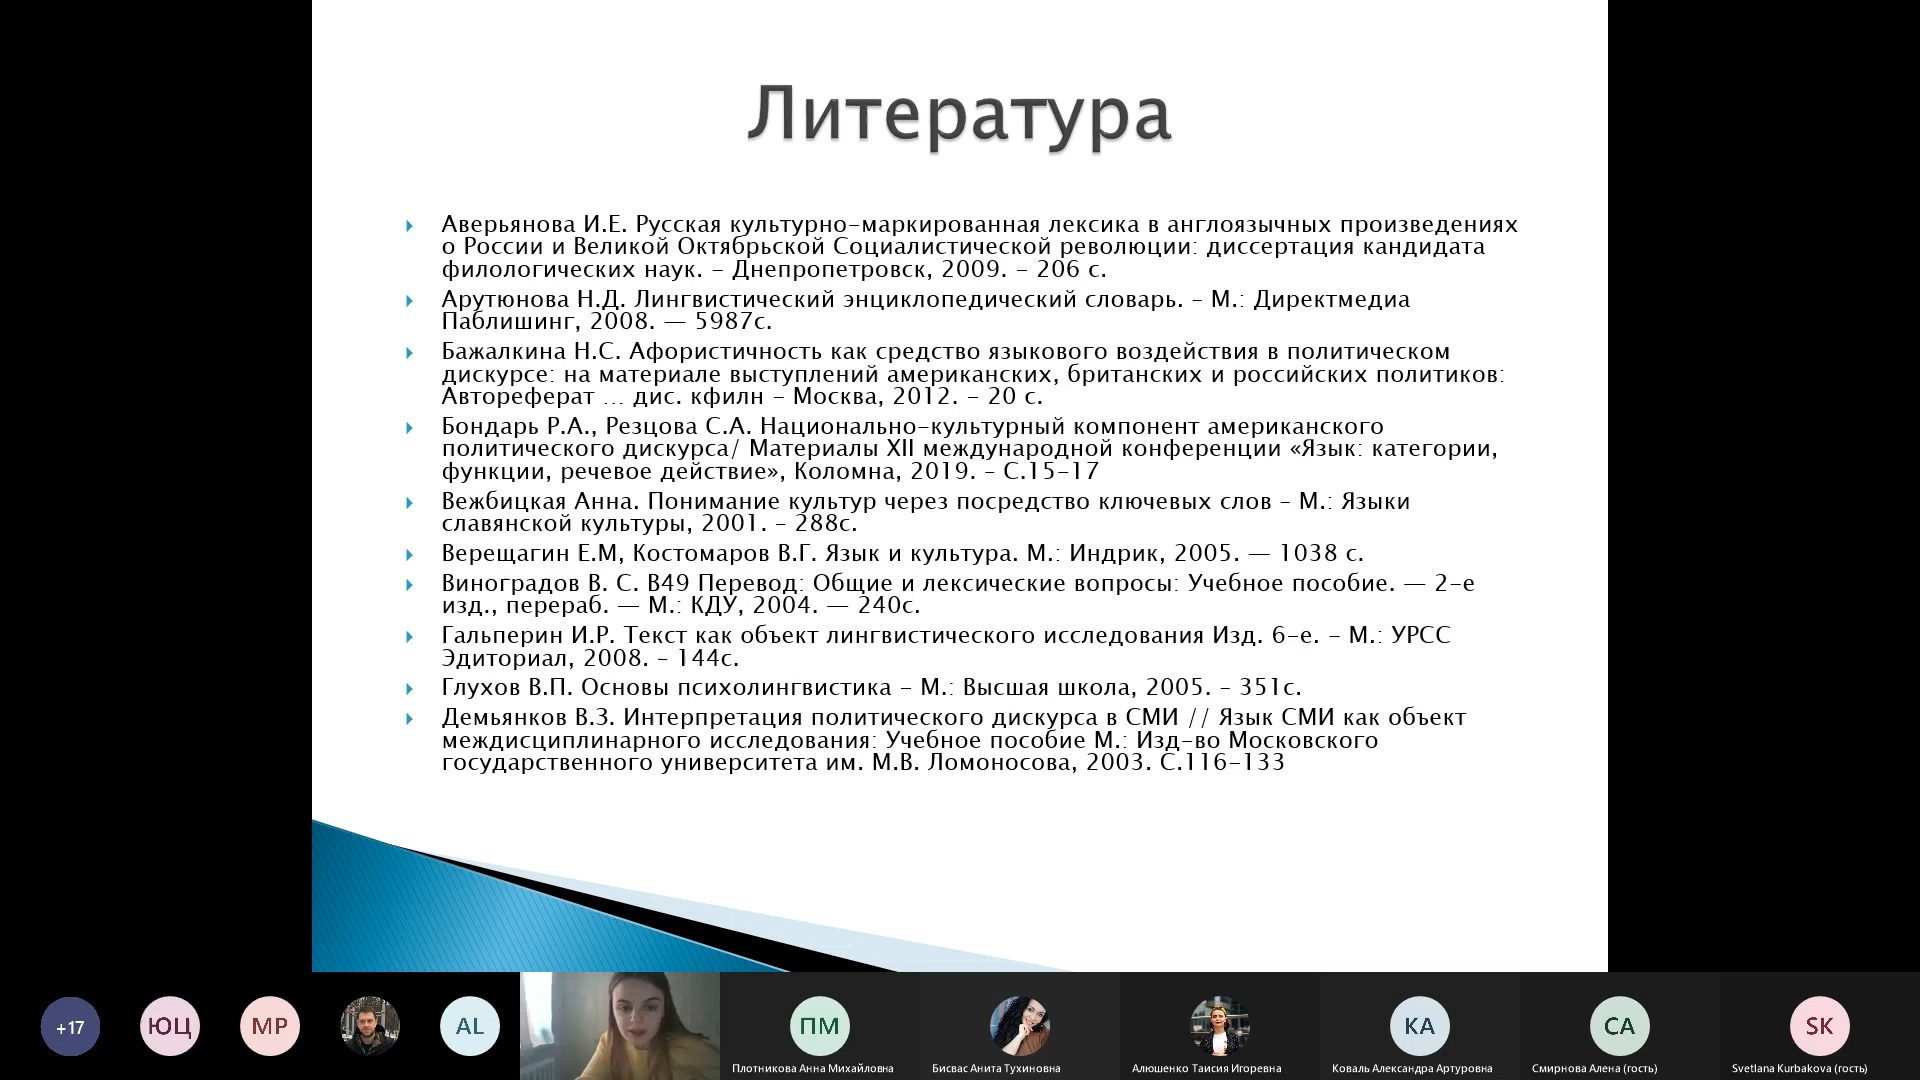 Литература
Аверьянова И.Е. Русская культурно-маркированная лексика в англоязычных произведениях
о России и Великой Октябрьской Социалистической революции: диссертация кандидата
филологических наук. – Днепропетровск, 2009. – 206 с.
Арутюнова Н.Д. Лингвистический энциклопедический словарь. – М.: Директмедиа
Паблишинг, 2008. — 5987с.
Бажалкина Н.С. Афористичность как средство языкового воздействия в политическом
дискурсе: на материале выступлений американских, британских и российских политиков:
Автореферат ... дис. кфилн – Москва, 2012. – 20 с.
Бондарь Р.А., Резцова С.А. Национально-культурный компонент американского
политического дискурса/ Материалы XII международной конференции «Язык: категории,
функции, речевое действие», Коломна, 2019. – С.15-17
Вежбицкая Анна. Понимание культур через посредство ключевых слов – М.: Языки
славянской культуры, 2001. – 288с.
Верещагин Е.М, Костомаров В.Г. Язык и культура. М.: Индрик, 2005. — 1038 с.
Виноградов В. С. В49 Перевод: Общие и лексические вопросы: Учебное пособие. — 2-е
изд., перераб. — М.: КДУ, 2004. — 240с.
Гальперин И.Р. Текст как объект лингвистического исследования Изд. 6-е. – М.: УРСС
Эдиториал, 2008. – 144с.
Глухов В.П. Основы психолингвистика – М.: Высшая школа, 2005. – 351с.
Демьянков В.З. Интерпретация политического дискурса в СМИ // Язык СМИ как объект
междисциплинарного исследования: Учебное пособие М.: Изд-во Московского
государственного университета им. М.В. Ломоносова, 2003. С.116-133
+17 ЮЦ МР AL ПМ КА СА SK
Плотникова Анна Михайловна Бисвас Анита Тухиновна Алюшенко Таисия Игоревна Коваль Александра Артуровна Смирнова Алена (гость) Svetlana Kurbakova (гость)